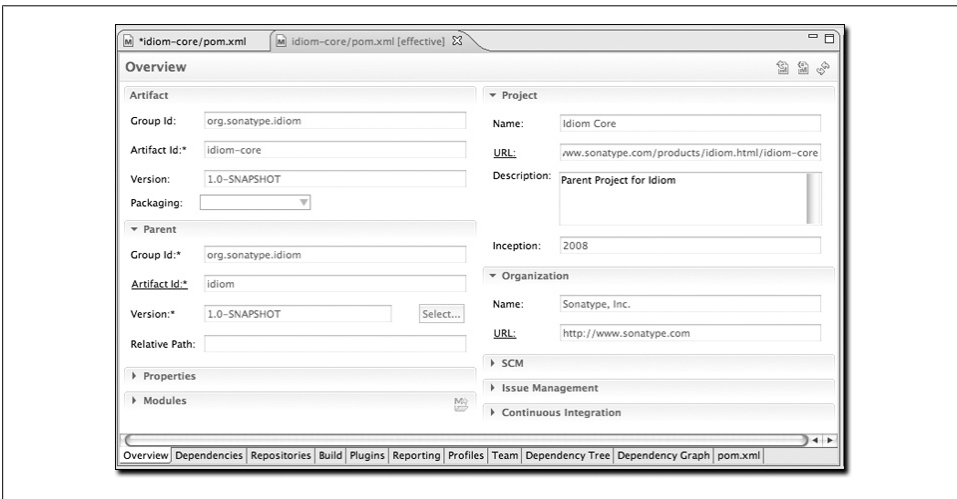 *idiom-core/pom.xml
idiom-core/pom.xml [effective]
Overview
Artifact
Group Id: org.sonatype.idiom
Artifact Id:* idiom-core
Version: 1.0-SNAPSHOT
Packaging:
Parent
Group Id:* org.sonatype.idiom
Artifact Id:* idiom
Version:* 1.0-SNAPSHOT Select...
Relative Path:
Properties
Modules
Project
Name: Idiom Core
URL: www.sonatype.com/products/idiom.html/idiom-core
Description: Parent Project for Idiom
Inception: 2008
Organization
Name: Sonatype, Inc.
URL: http://www.sonatype.com
SCM
Issue Management
Continuous Integration
Overview Dependencies Repositories Build Plugins Reporting Profiles Team Dependency Tree Dependency Graph pom.xml